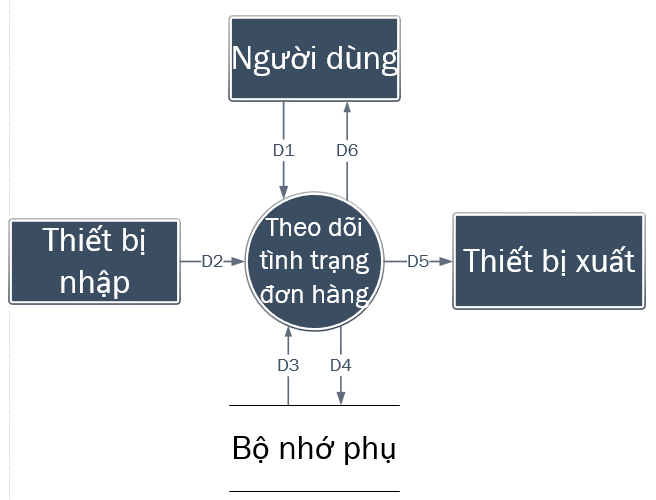 Người dùng
D1
D6
Thiết bị
nhập
D2
Theo dõi
tình trạng
đơn hàng
D5
Thiết bị xuất
D3
D4
Bộ nhớ phụ